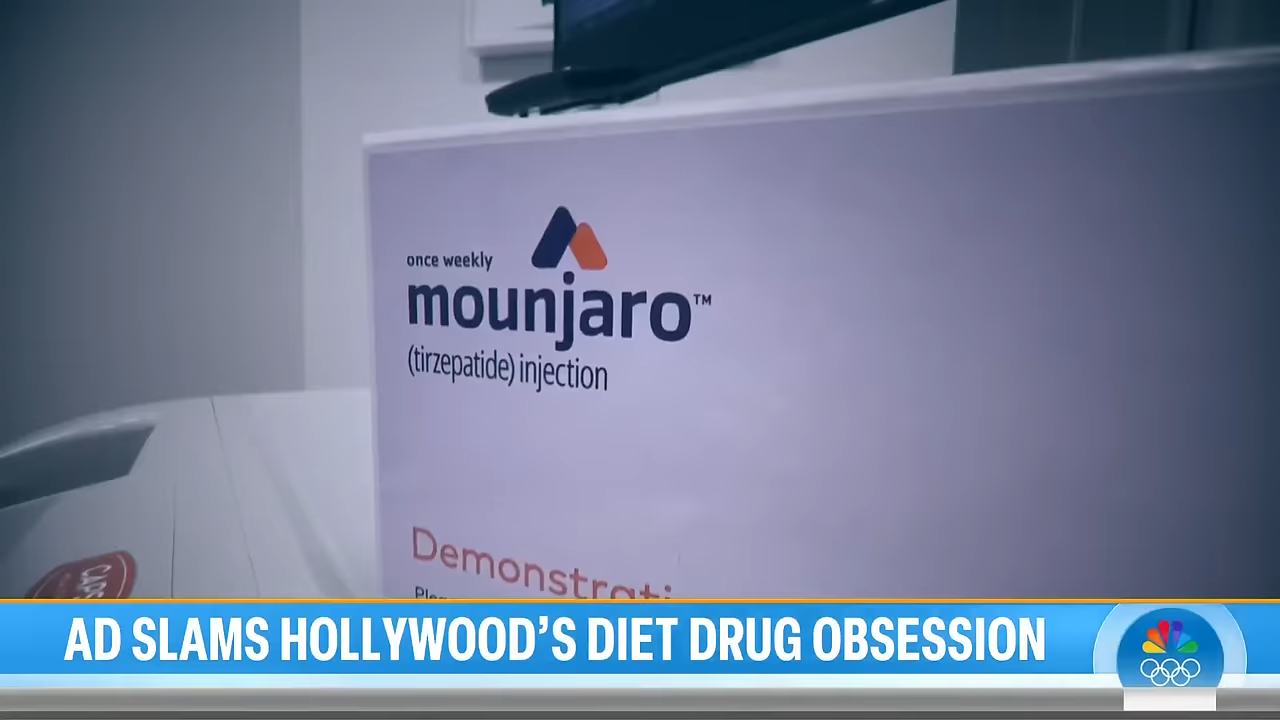 once weekly
mounjaro™
(tirzepatide) injection
AD SLAMS HOLLYWOOD'S DIET DRUG OBSESSION